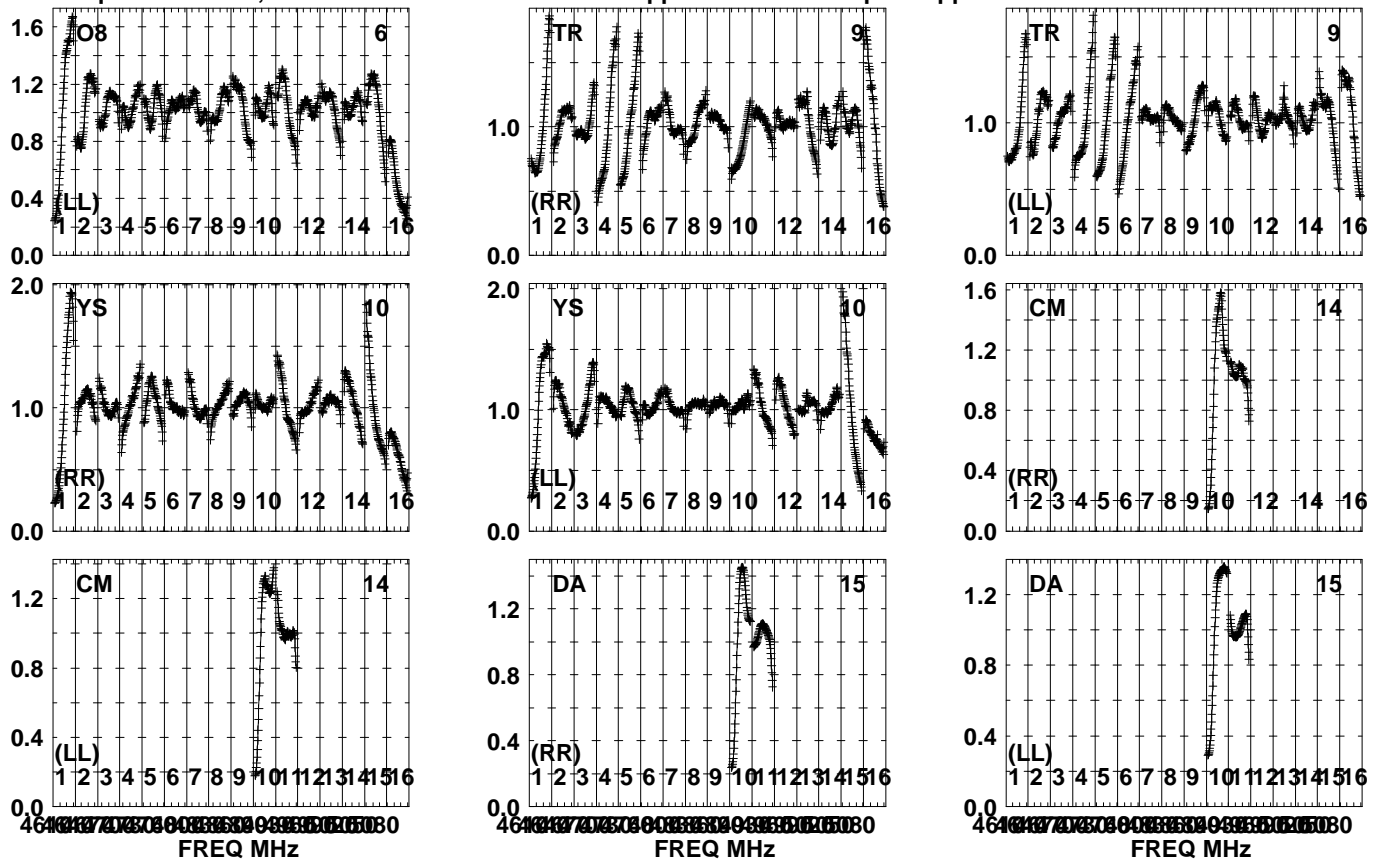 O8 6
1.6
1.2
0.8
0.4
0.0
(LL)
1 2 3 4 5 6 7 8 9 10 12 14 16
TR 9
1.0
0.0
(RR)
1 2 3 4 5 6 7 8 9 10 12 14 15 16
TR 9
1.0
0.0
(LL)
1 2 3 4 5 6 7 8 9 10 12 14 16
YS 10
2.0
1.0
0.0
(RR)
1 2 3 4 5 6 7 8 9 10 12 14 16
YS 10
2.0
1.0
0.0
(LL)
1 2 3 4 5 6 7 8 9 10 12 14 16
CM 14
1.6
1.2
0.8
0.4
0.0
(RR)
1 2 3 4 5 6 7 8 9 10 12 14 16
CM 14
1.2
0.8
0.4
0.0
(LL)
1 2 3 4 5 6 7 8 9 10 11 12 13 14 15 16
FREQ MHz
DA 15
1.2
0.8
0.4
0.0
(RR)
1 2 3 4 5 6 7 8 9 10 11 12 13 14 15 16
FREQ MHz
DA 15
1.2
0.8
0.4
0.0
(LL)
1 2 3 4 5 6 7 8 9 10 11 12 13 14 15 16
FREQ MHz